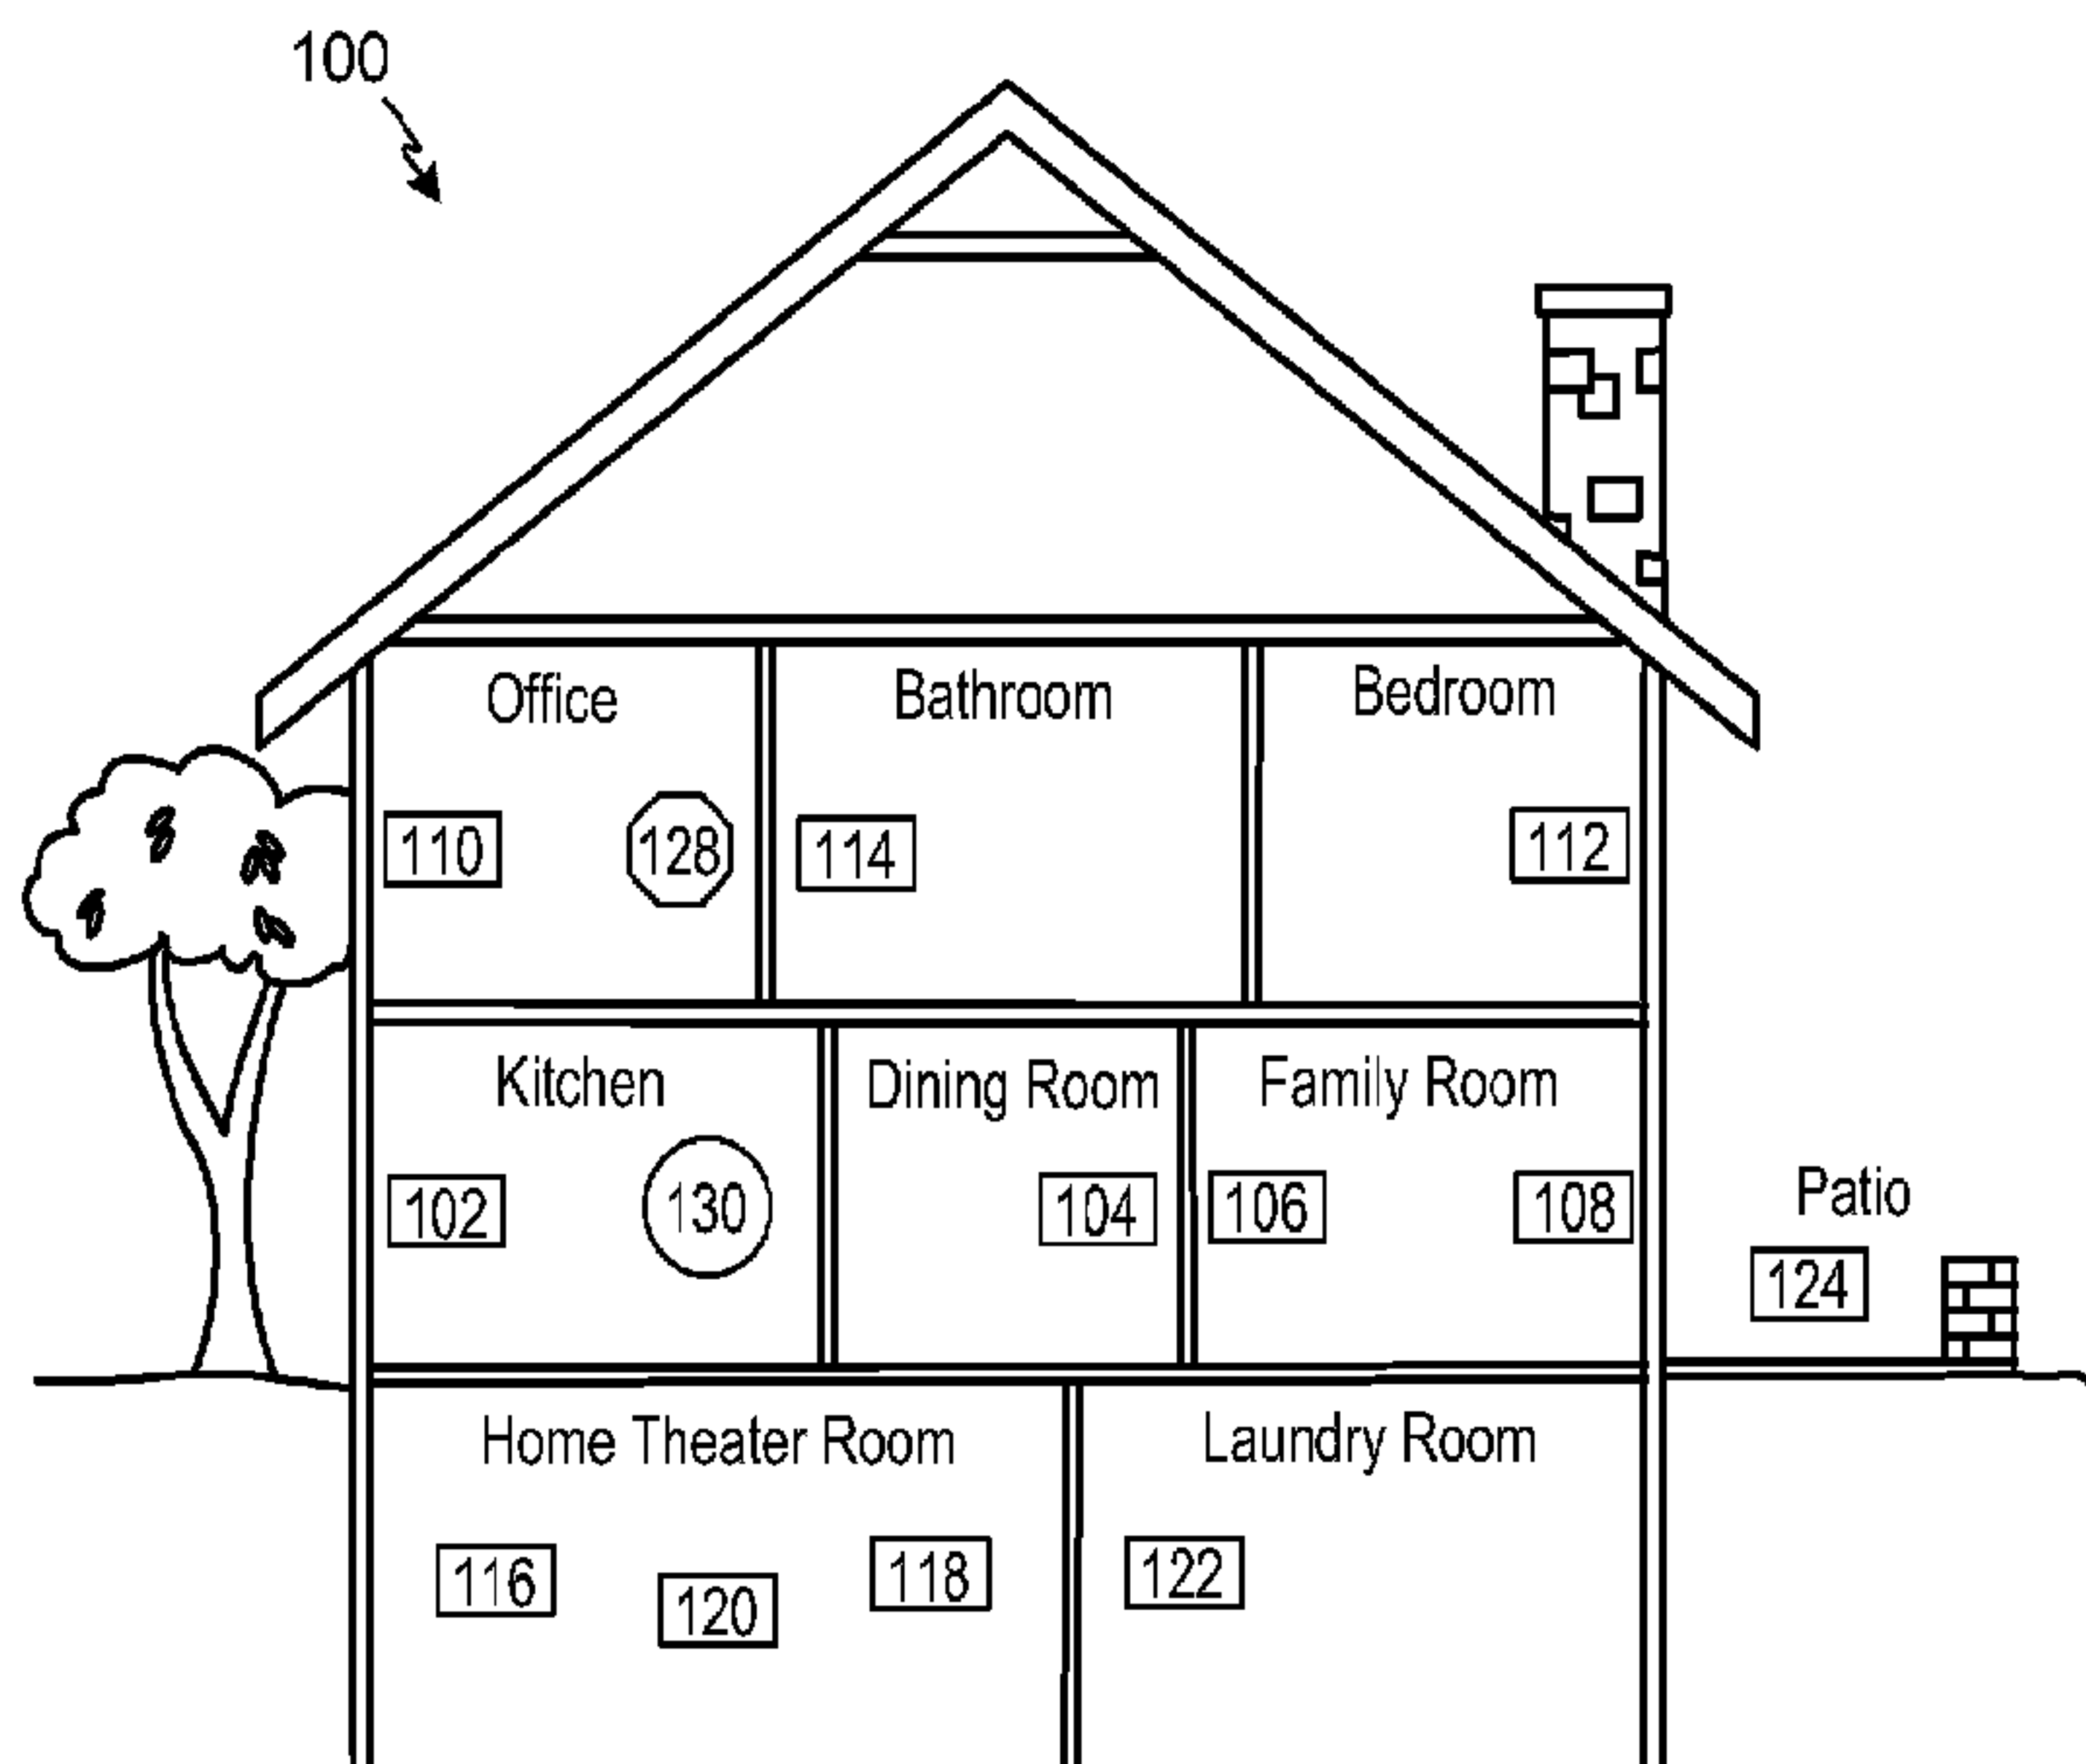 100
Office
Bathroom
Bedroom
110
128
114
112
Kitchen
Dining Room
Family Room
102
130
104
106
108
Patio
124
Home Theater Room
Laundry Room
116
120
118
122